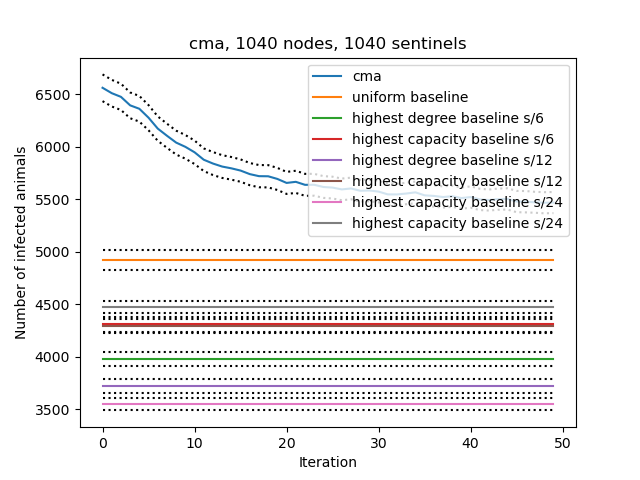 cma, 1040 nodes, 1040 sentinels
cma
uniform baseline
highest degree baseline s/6
highest capacity baseline s/6
highest degree baseline s/12
highest capacity baseline s/12
highest capacity baseline s/24
highest capacity baseline s/24
Number of infected animals
6500
6000
5500
5000
4500
4000
3500
0 10 20 30 40 50
Iteration